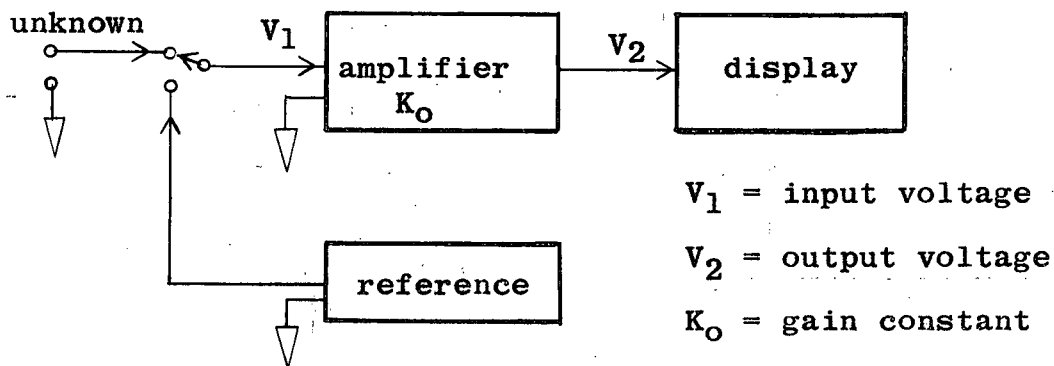 unknown
V1
amplifier
Ko
V2
display
reference
V1 = input voltage
V2 = output voltage
Ko = gain constant